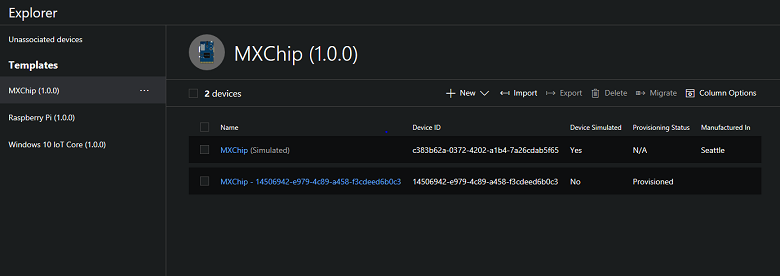 Explorer
Unassociated devices
Templates
MXChip (1.0.0)
...
Raspberry Pi (1.0.0)
Windows 10 IoT Core (1.0.0)
MXChip (1.0.0)
2 devices
New Import Export Delete Migrate Column Options
Name Device ID Device Simulated Provisioning Status Manufactured In
MXChip (Simulated) c383b62a-0372-4202-a1b4-7a26cdab5f65 Yes N/A Seattle
MXChip - 14506942-e979-4c89-a458-f3cdeed6b0c3 14506942-e979-4c89-a458-f3cdeed6b0c3 No Provisioned